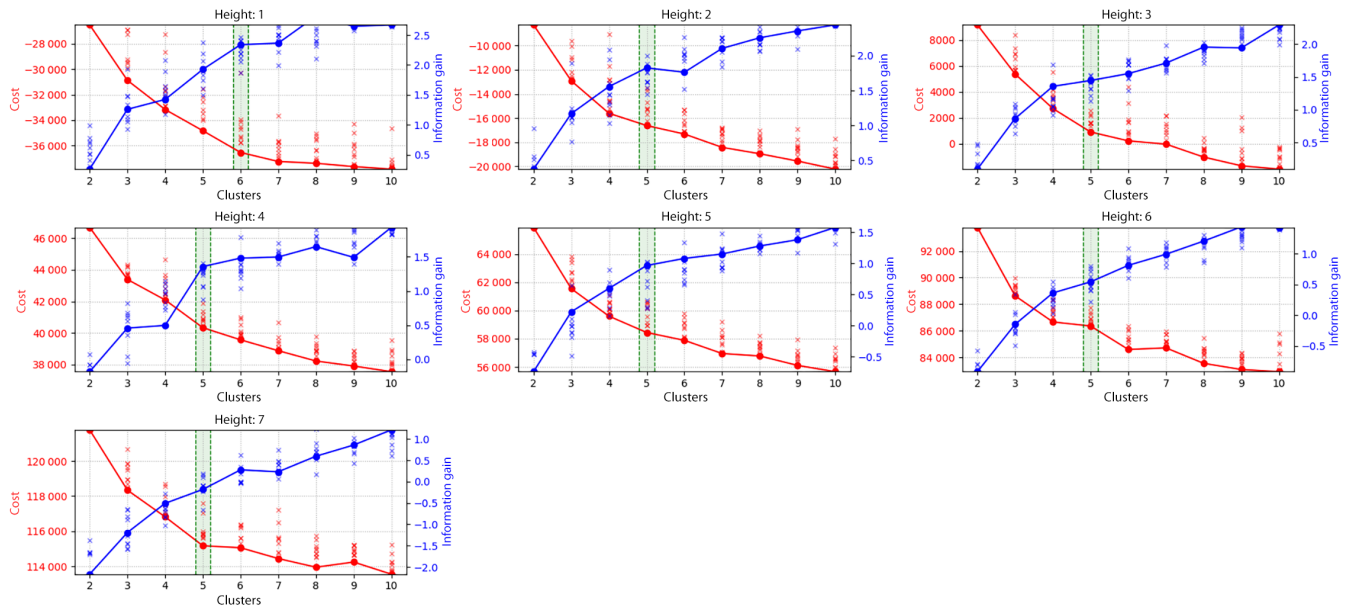 Height: 1
−28 000
−30 000
−32 000
−34 000
−36 000
Cost
2 3 4 5 6 7 8 9 10
Clusters
2.5
2.0
1.5
1.0
0.5
Information gain
Height: 2
−10 000
−12 000
−14 000
−16 000
−18 000
−20 000
Cost
2 3 4 5 6 7 8 9 10
Clusters
2.0
1.5
1.0
0.5
Information gain
Height: 3
8000
6000
4000
2000
0
Cost
2 3 4 5 6 7 8 9 10
Clusters
2.0
1.5
1.0
0.5
Information gain
Height: 4
46 000
44 000
42 000
40 000
38 000
Cost
2 3 4 5 6 7 8 9 10
Clusters
1.5
1.0
0.5
0.0
Information gain
Height: 5
64 000
62 000
60 000
58 000
56 000
Cost
2 3 4 5 6 7 8 9 10
Clusters
1.5
1.0
0.5
0.0
−0.5
Information gain
Height: 6
92 000
90 000
88 000
86 000
84 000
Cost
2 3 4 5 6 7 8 9 10
Clusters
1.0
0.5
0.0
−0.5
Information gain
Height: 7
120 000
118 000
116 000
114 000
Cost
2 3 4 5 6 7 8 9 10
Clusters
1.0
0.5
0.0
−0.5
−1.0
−1.5
−2.0
Information gain